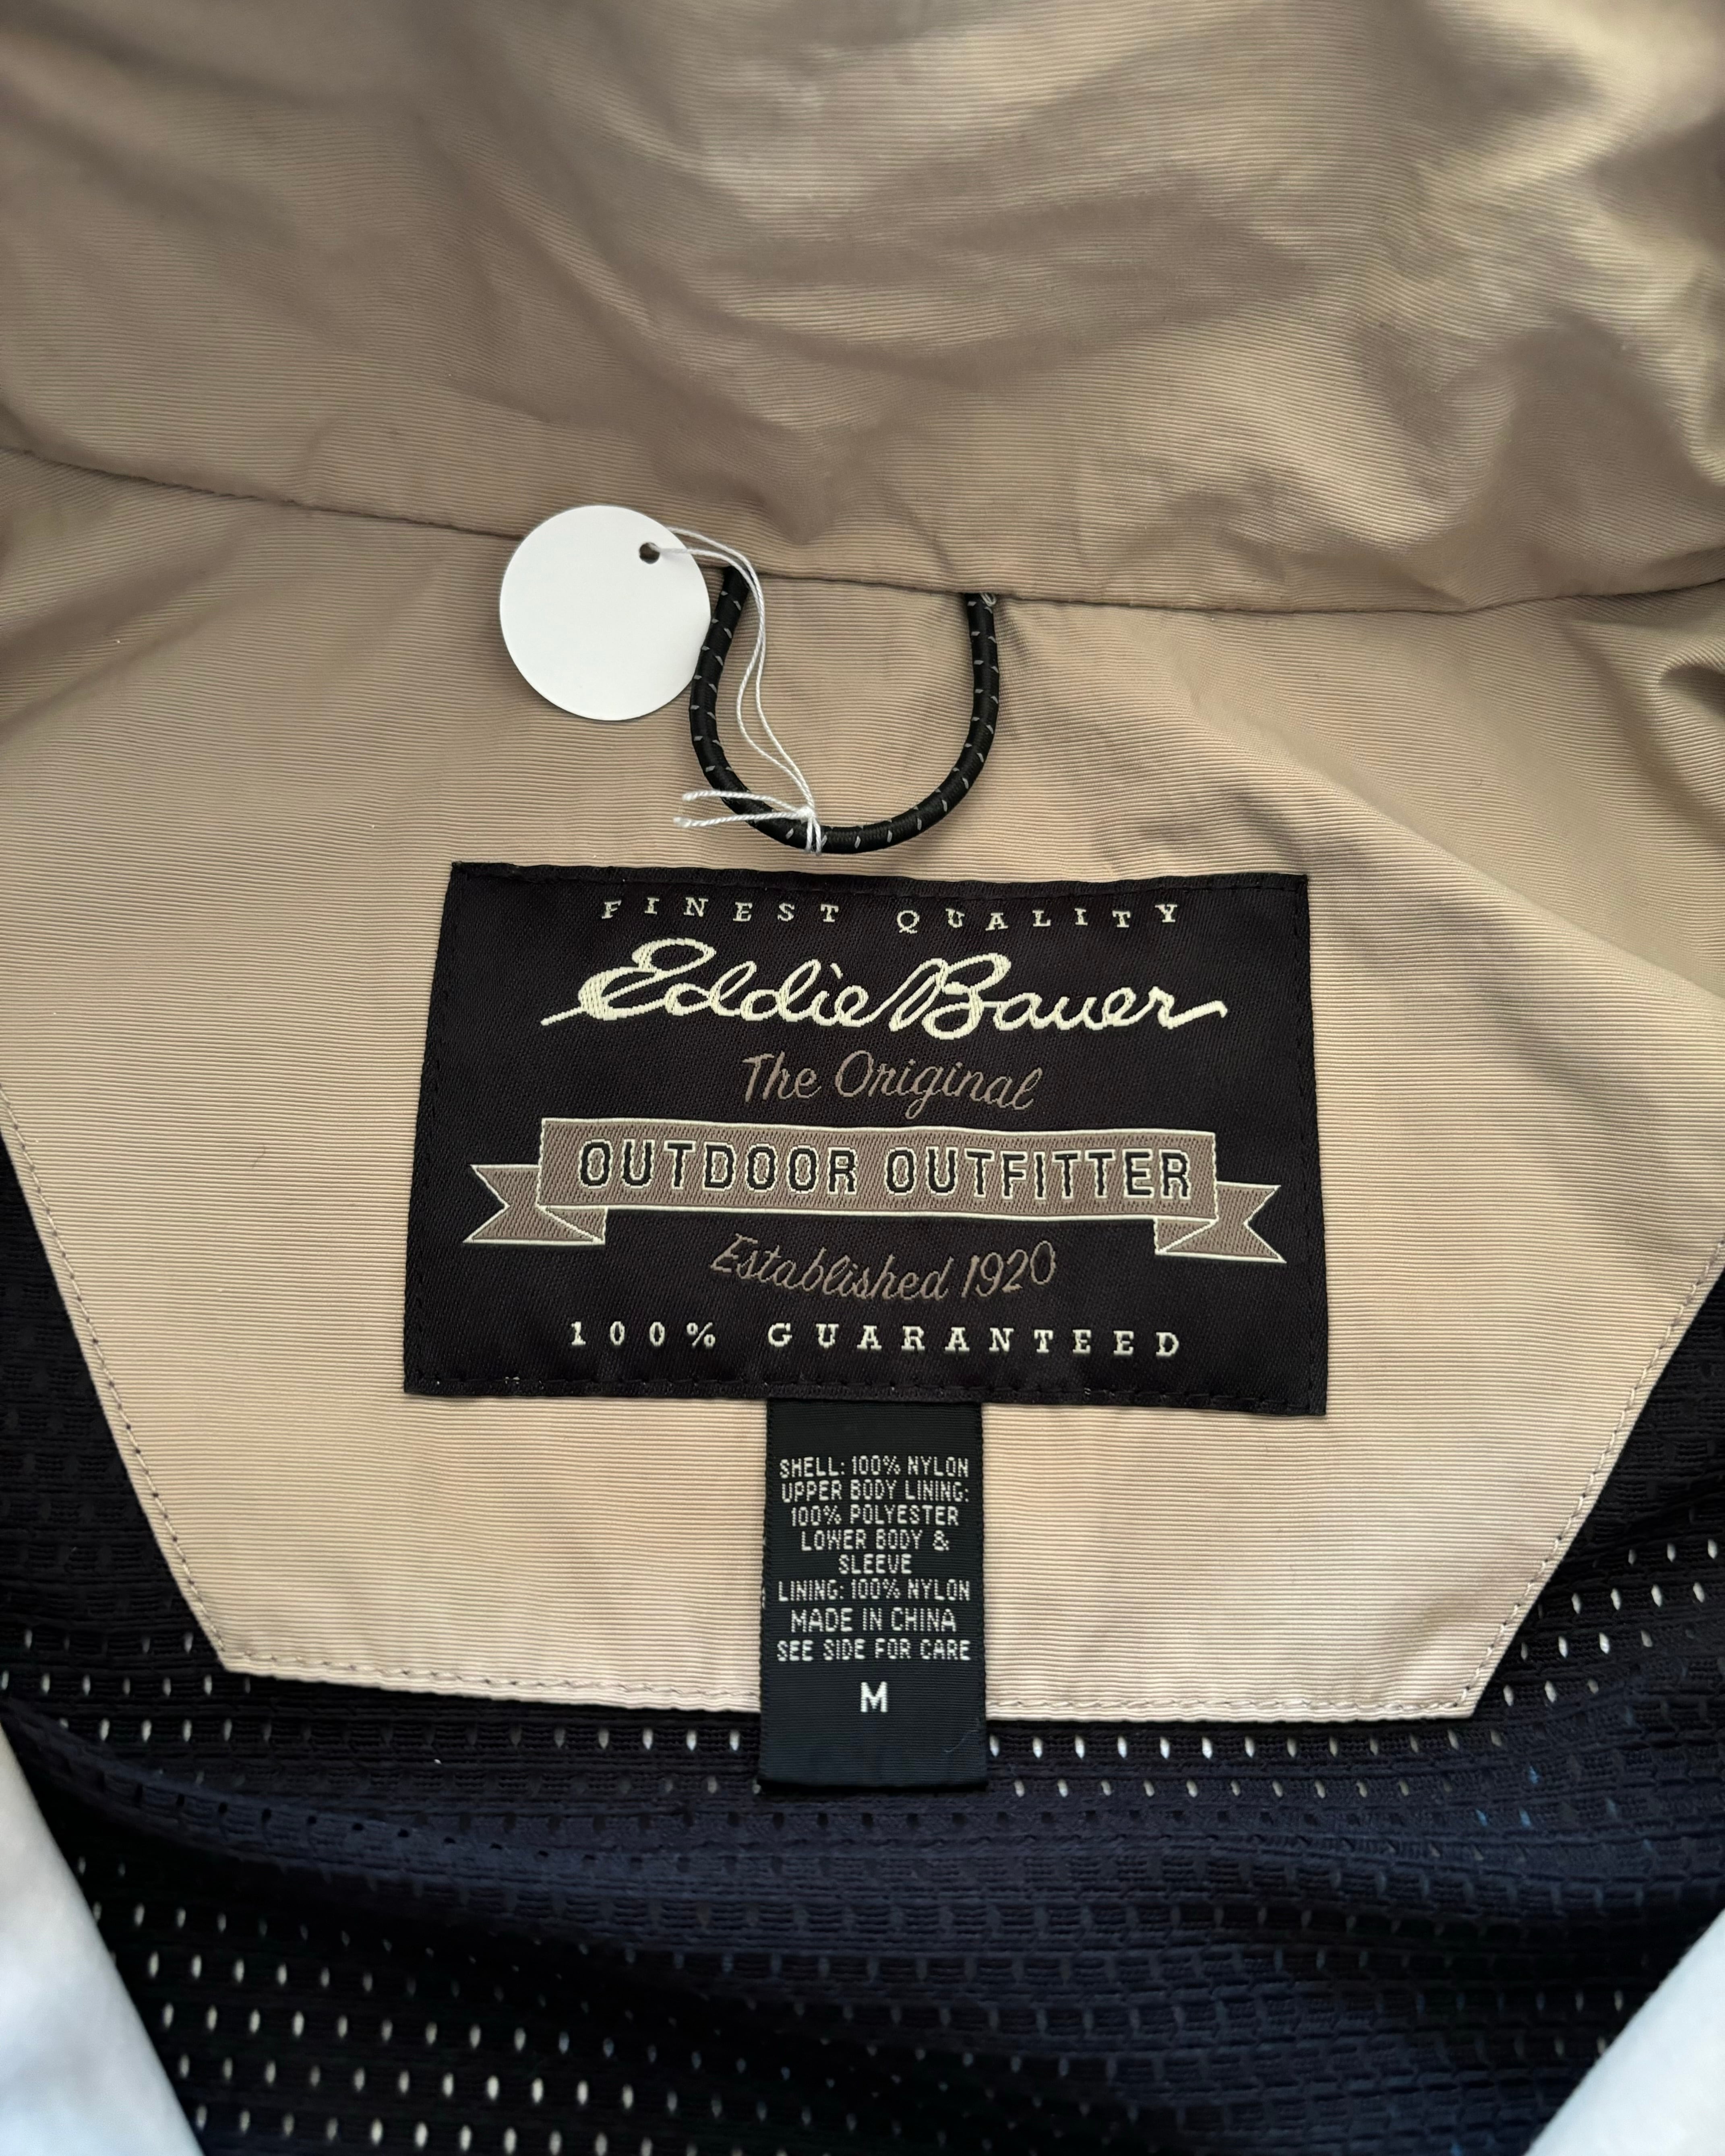 FINEST QUALITY
Eddie Bauer
The Original
OUTDOOR OUTFITTER
Established 1920
100% GUARANTEED
SHELL: 100% NYLON
UPPER BODY LINING:
100% POLYESTER
LOWER BODY &
SLEEVE
LINING: 100% NYLON
MADE IN CHINA
SEE SIDE FOR CARE
M